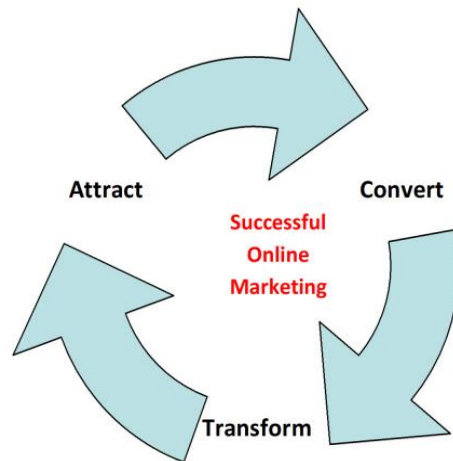 Attract
Convert
Successful
Online
Marketing
Transform